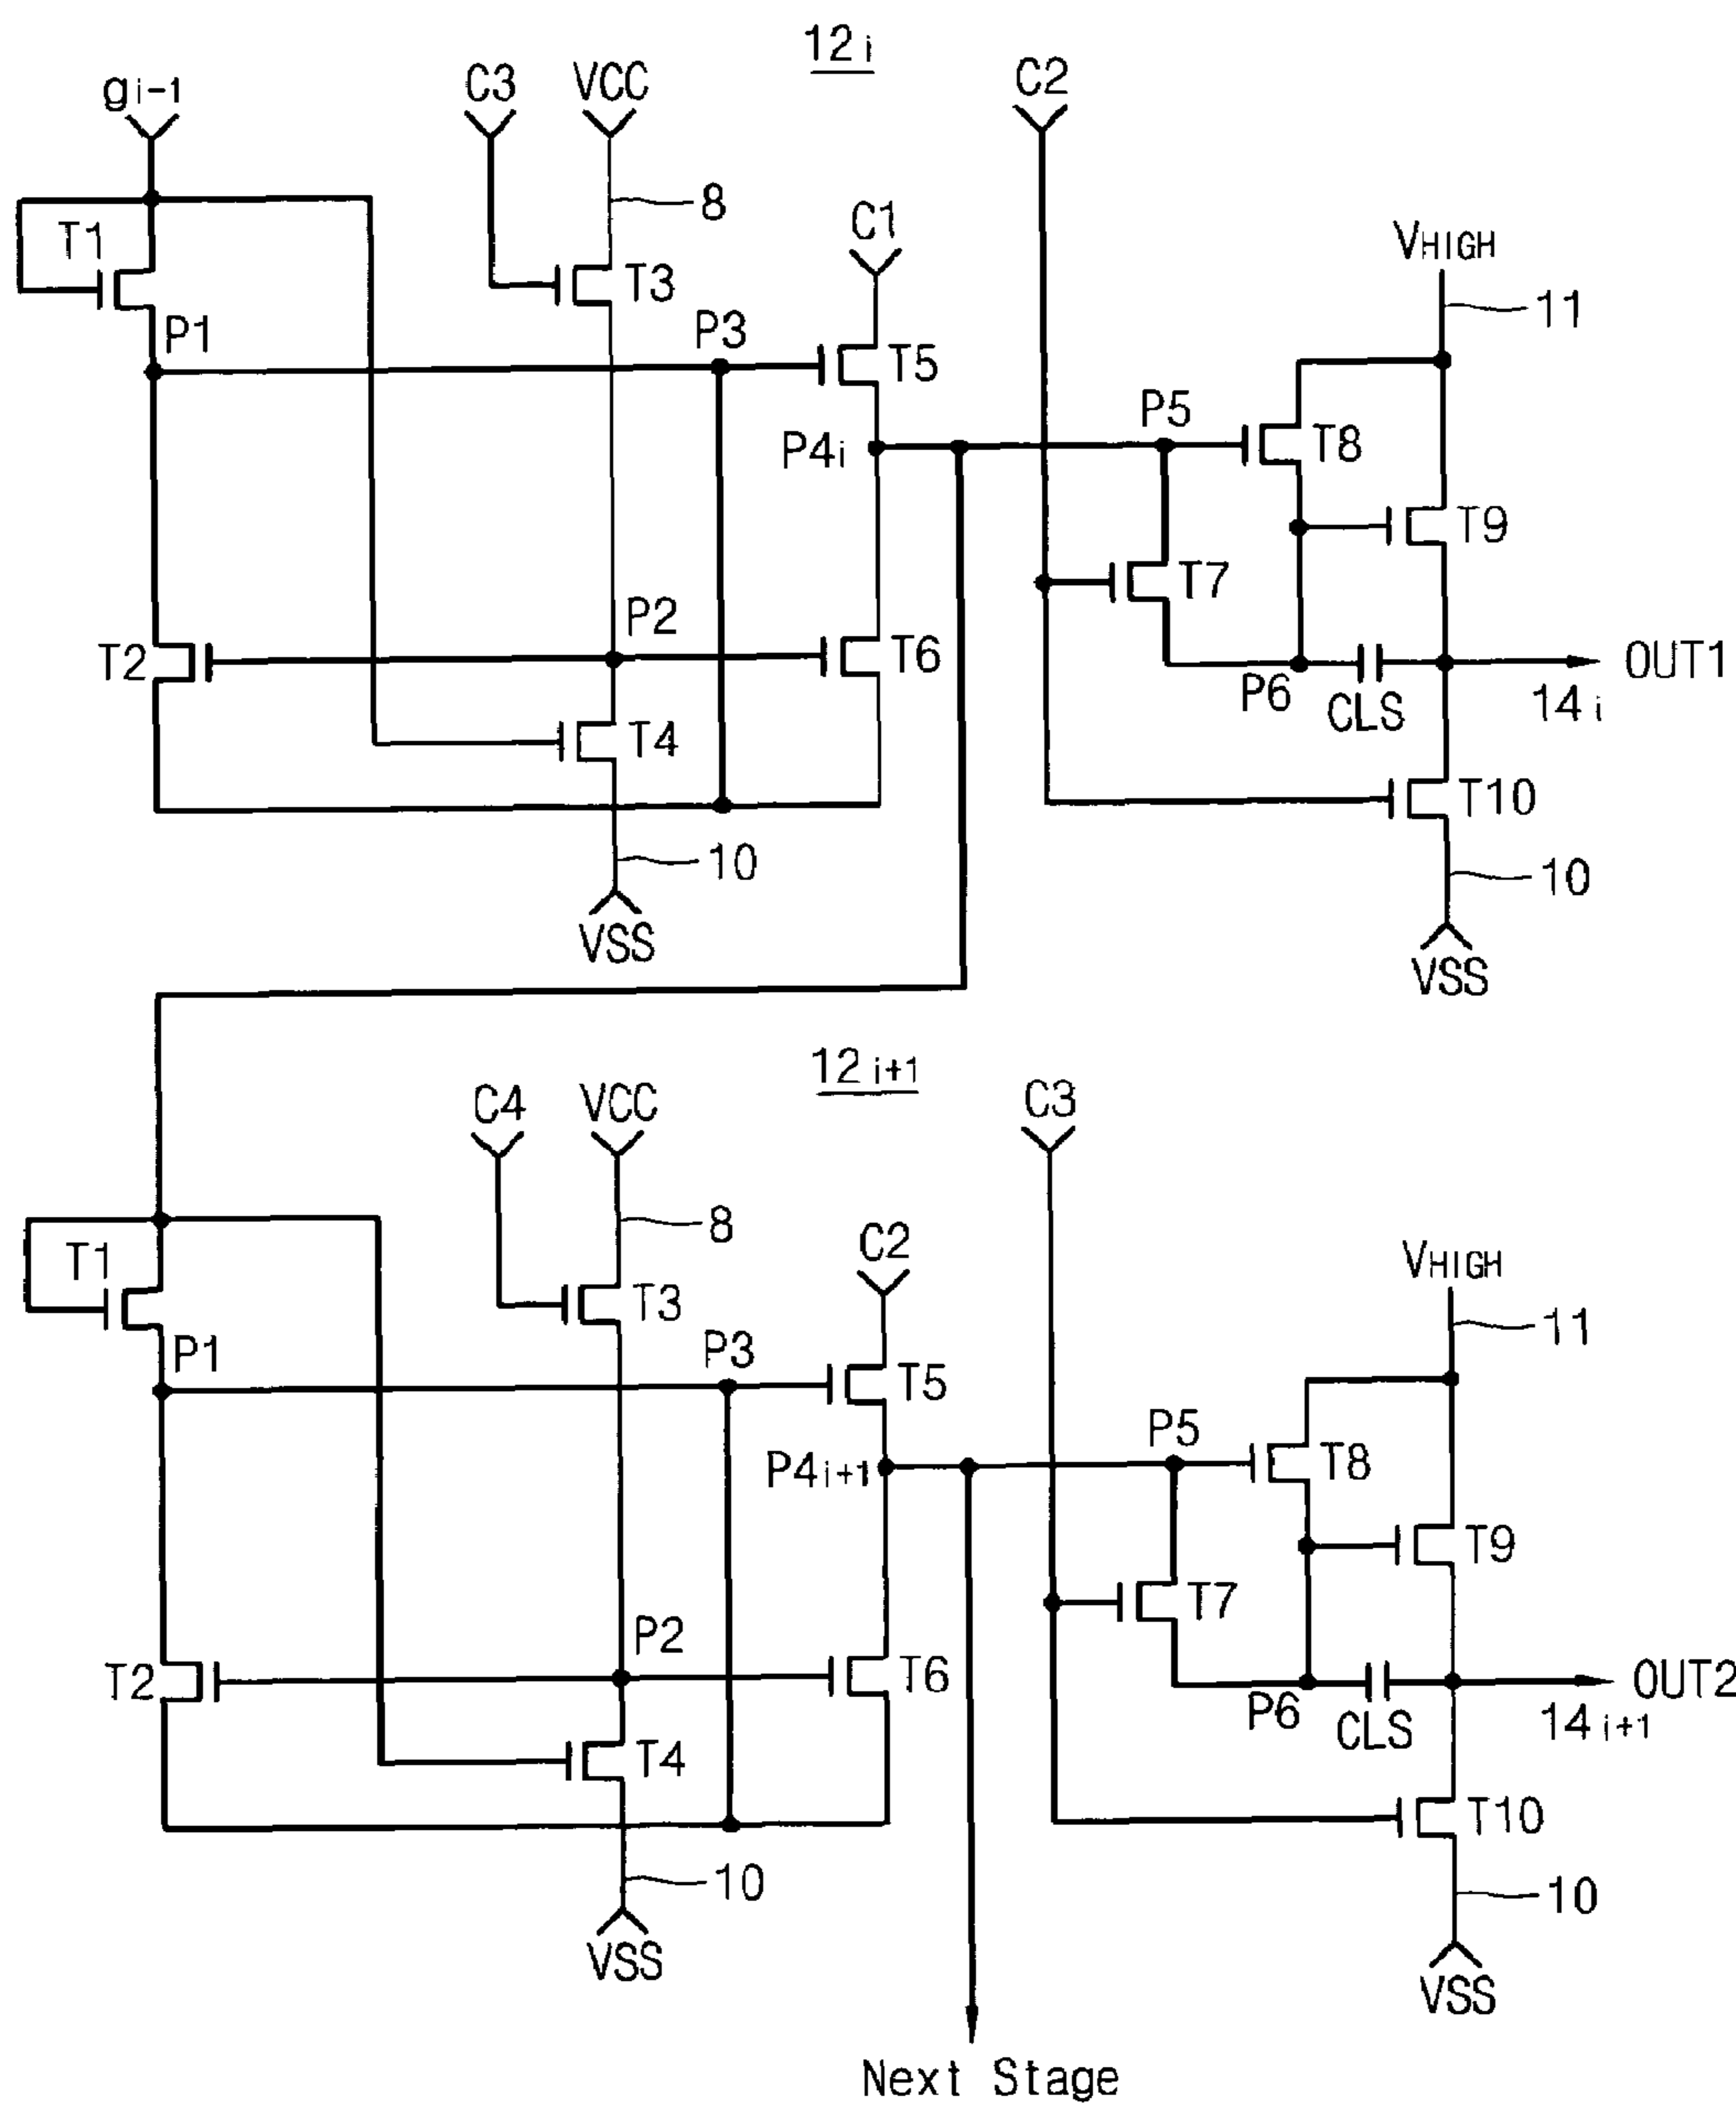 12i
gi-1
C3
VCC
C2
8
C1
VHIGH
T1
T3
11
P1
P3
T5
P5
T8
P4i
T9
T7
P2
T2
T6
OUT1
P6
CLS
14i
T4
T10
10
10
VSS
VSS
12i+1
C4
VCC
C3
8
C2
VHIGH
T1
T3
11
P1
P3
T5
P5
T8
P4i+1
T9
T7
P2
T2
T6
OUT2
P6
CLS
14i+1
T4
T10
10
10
VSS
VSS
Next Stage